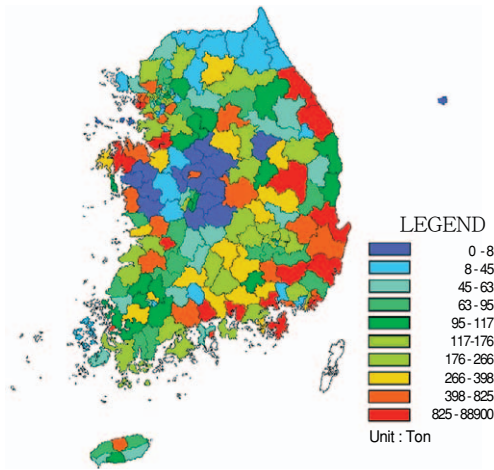 LEGEND
0 - 8
8 - 45
45 - 63
63 - 95
95 - 117
117-176
176 - 266
266 - 398
398 - 825
825 - 88900
Unit : Ton